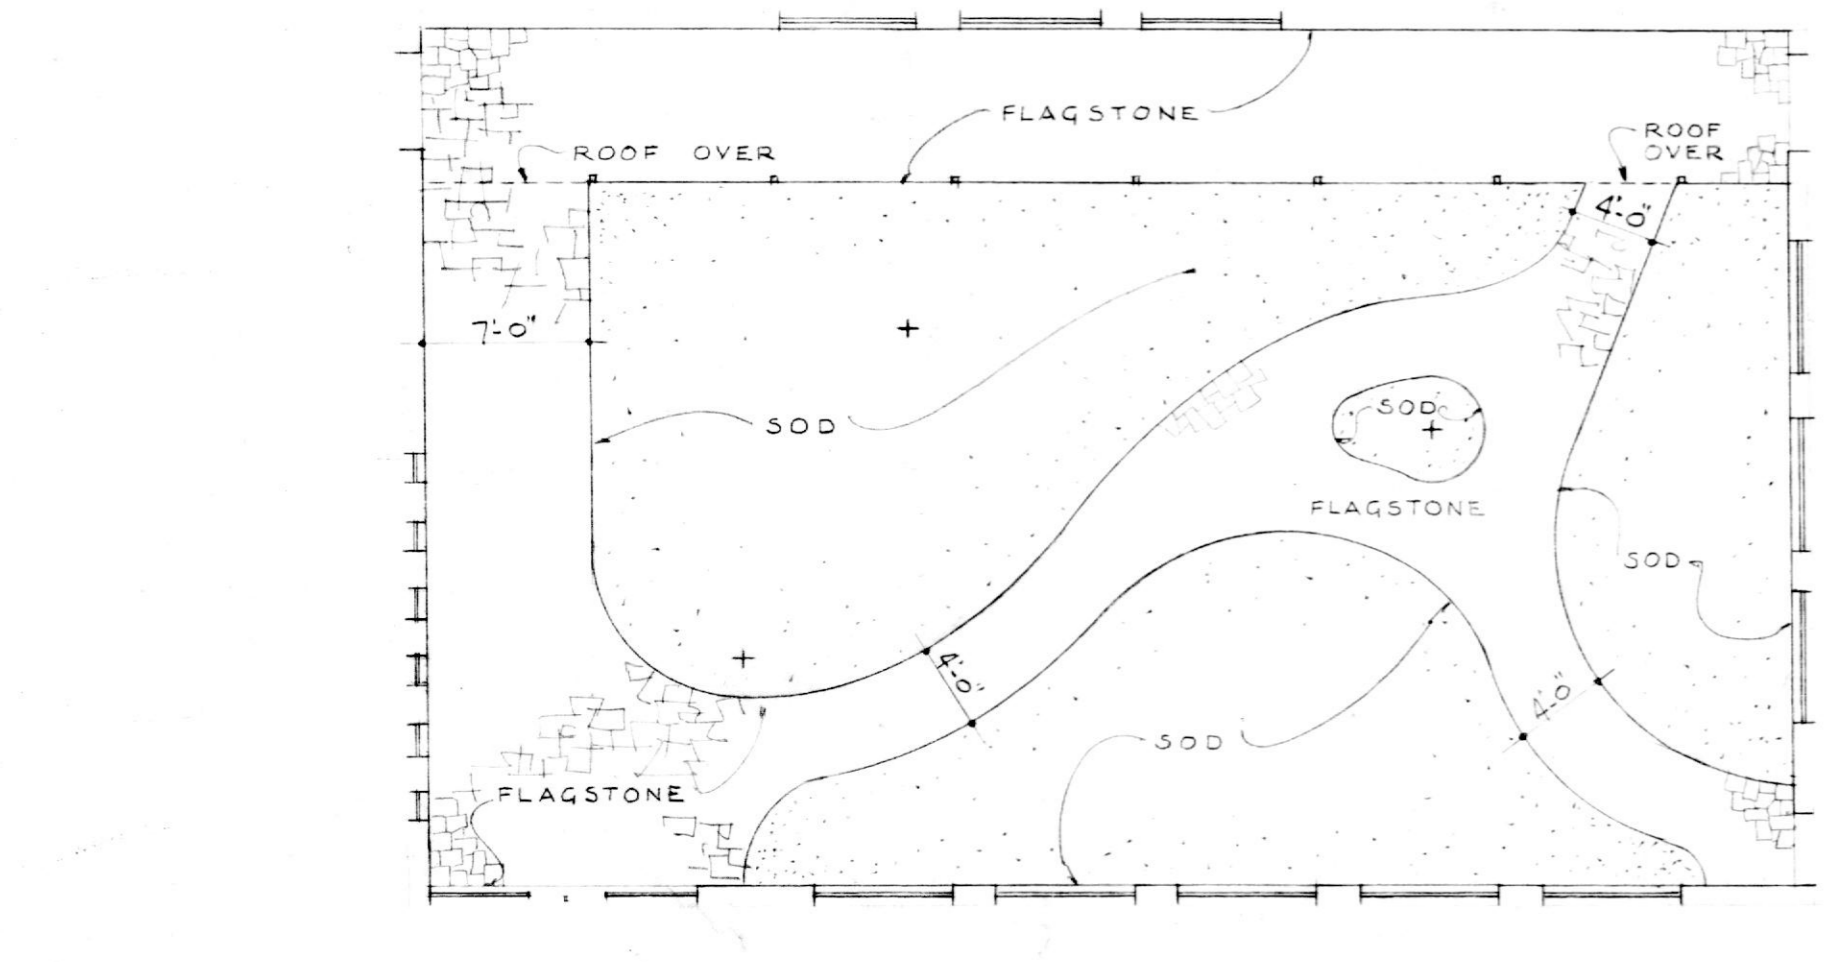 FLAGSTONE
ROOF OVER
ROOF
OVER
4'-0"
7'-0"
SOD
SOD
FLAGSTONE
SOD
4'-0"
4'-0"
SOD
FLAGSTONE